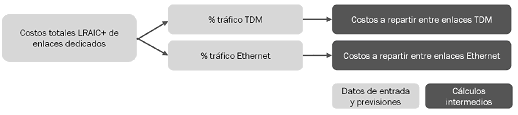 Costos totales LRAIC+ de
enlaces dedicados
% tráfico TDM
Costos a repartir entre enlaces TDM
% tráfico Ethernet
Costos a repartir entre enlaces Ethernet
Datos de entrada
y previsiones
Cálculos
intermedios